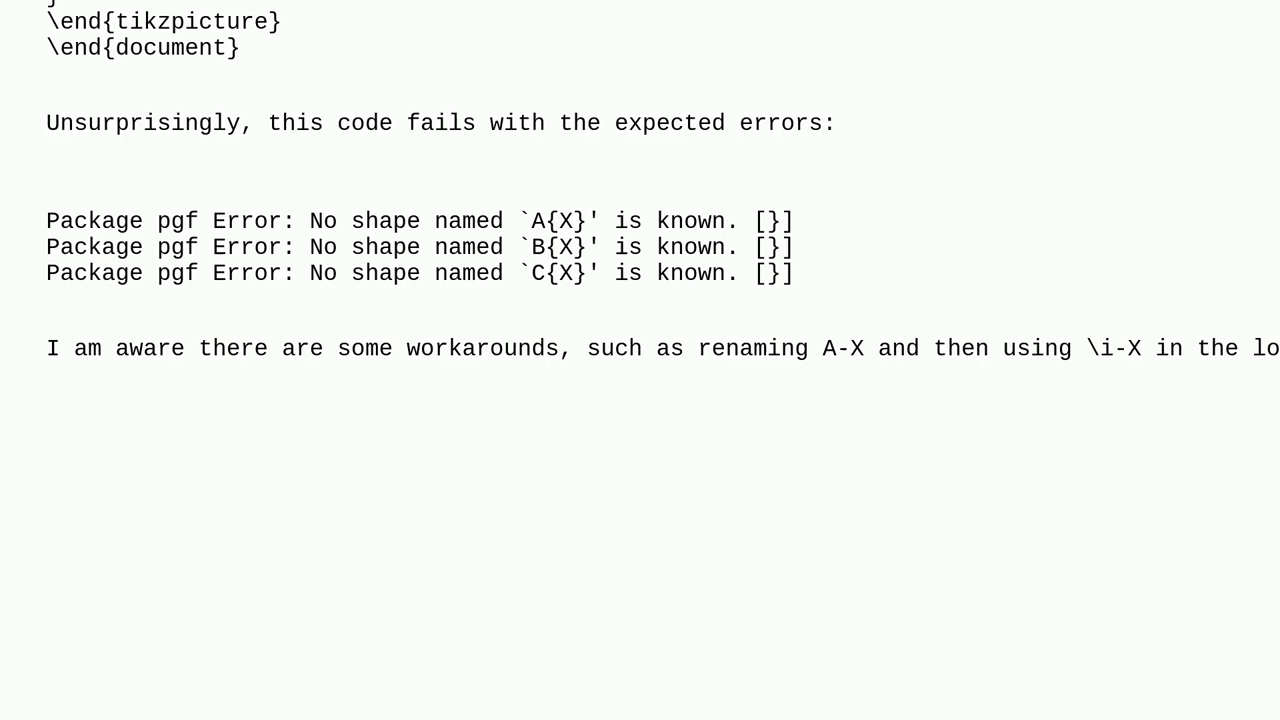 }
\end{tikzpicture}
\end{document}
Unsurprisingly, this code fails with the expected errors:
Package pgf Error: No shape named `A{X}' is known. [}]
Package pgf Error: No shape named `B{X}' is known. [}]
Package pgf Error: No shape named `C{X}' is known. [}]
I am aware there are some workarounds, such as renaming A-X and then using \i-X in the lo